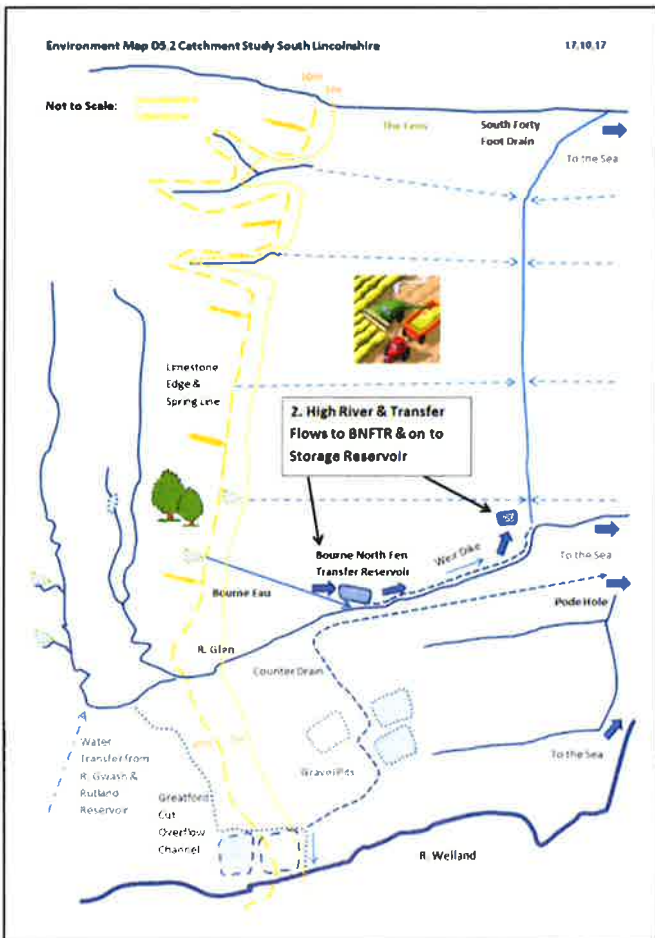 Environment Map 05.2 Catchment Study South Lincolnshire
17.10.17
Not to Scale:
The Fens
South Forty
Foot Drain
To the Sea
Limestone
Edge &
Spring Line
2. High River & Transfer
Flows to BNFTR & on to
Storage Reservoir
Bourne North Fen
Transfer Reservoir
Weir Dike
To the Sea
Bourne Eau
Pode Hole
R. Glen
Counter Drain
Water
Transfer from
R. Gwash &
Rutland
Reservoir
Gravel Pits
To the Sea
Greatford
Cut
Overflow
Channel
R. Welland